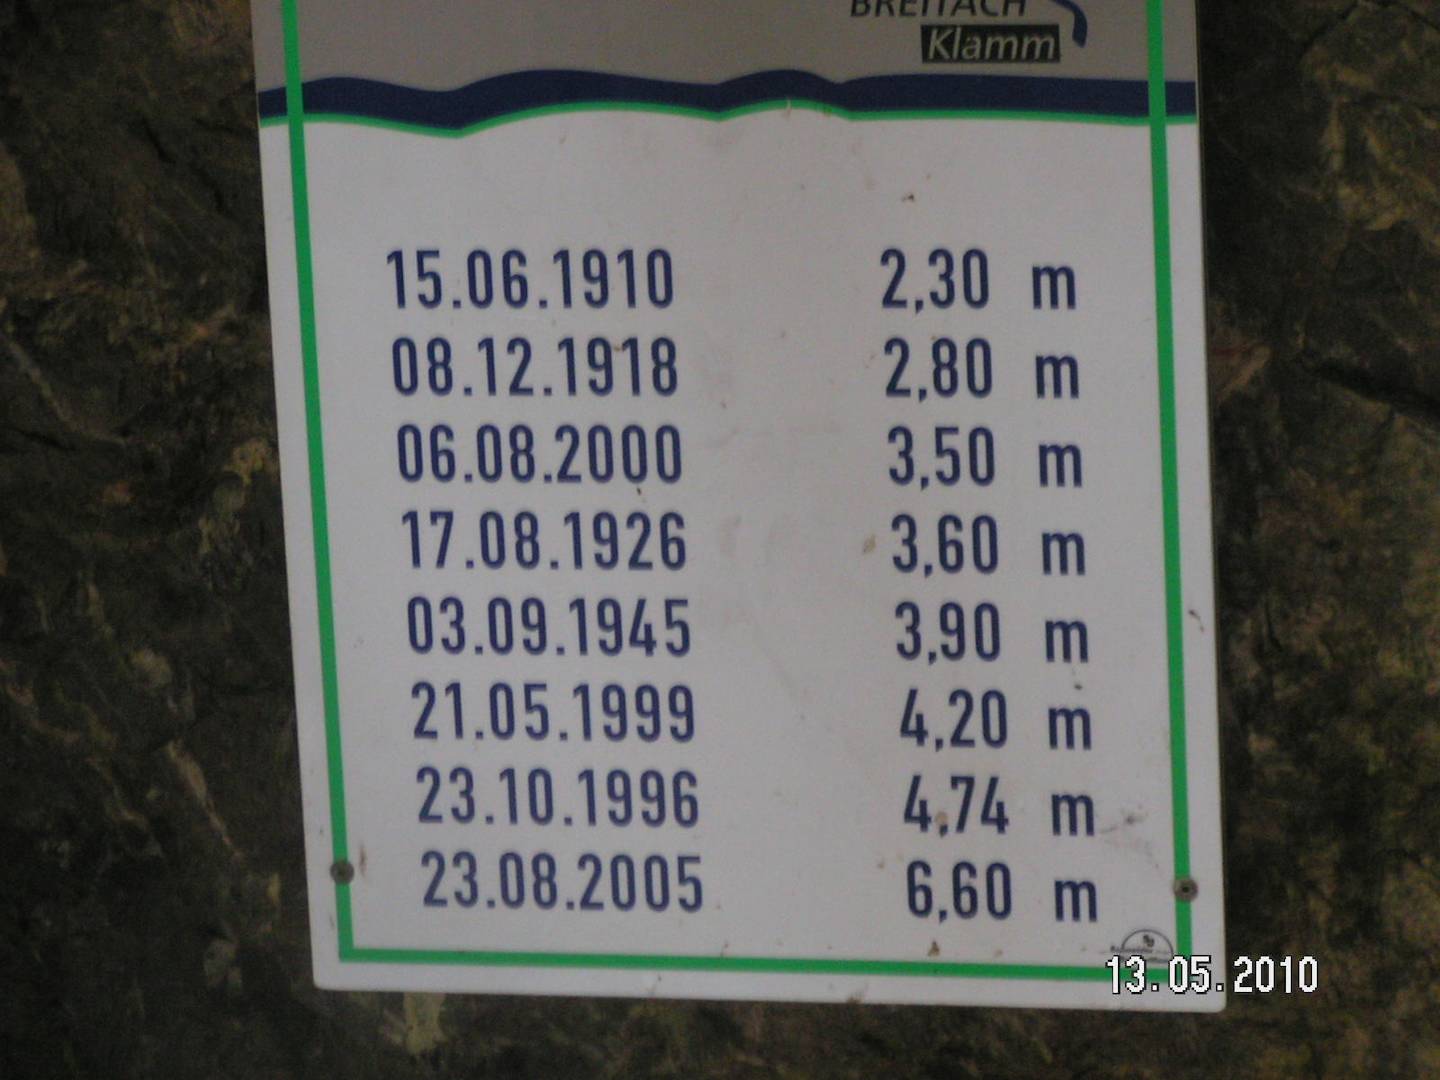 BREITACH
Klamm
15.06.1910 2,30 m
08.12.1918 2,80 m
06.08.2000 3,50 m
17.08.1926 3,60 m
03.09.1945 3,90 m
21.05.1999 4,20 m
23.10.1996 4,74 m
23.08.2005 6,60 m
13.05.2010